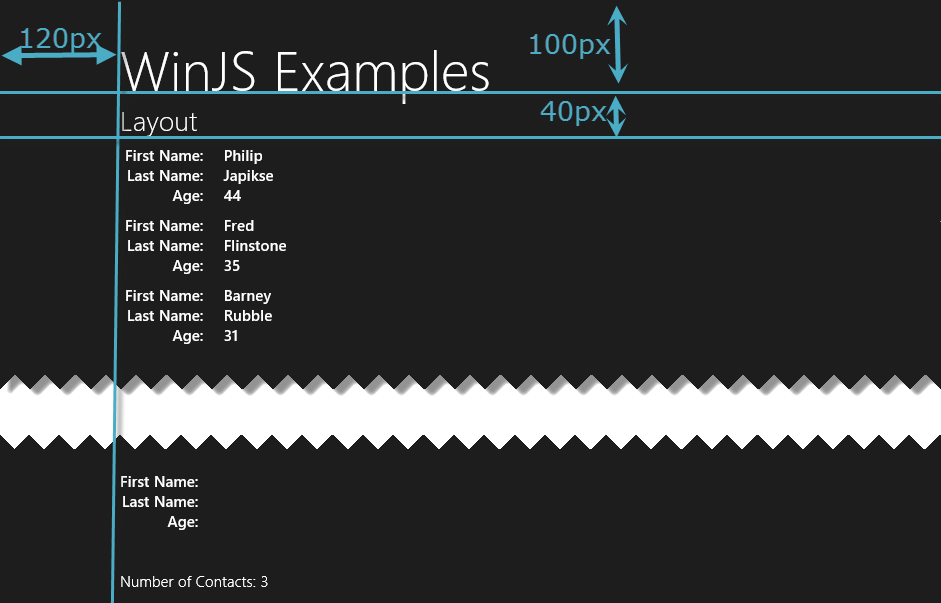 120px
100px
WinJS Examples
40px
Layout
First Name: Philip
Last Name: Japikse
Age: 44
First Name: Fred
Last Name: Flinstone
Age: 35
First Name: Barney
Last Name: Rubble
Age: 31
First Name:
Last Name:
Age:
Number of Contacts: 3